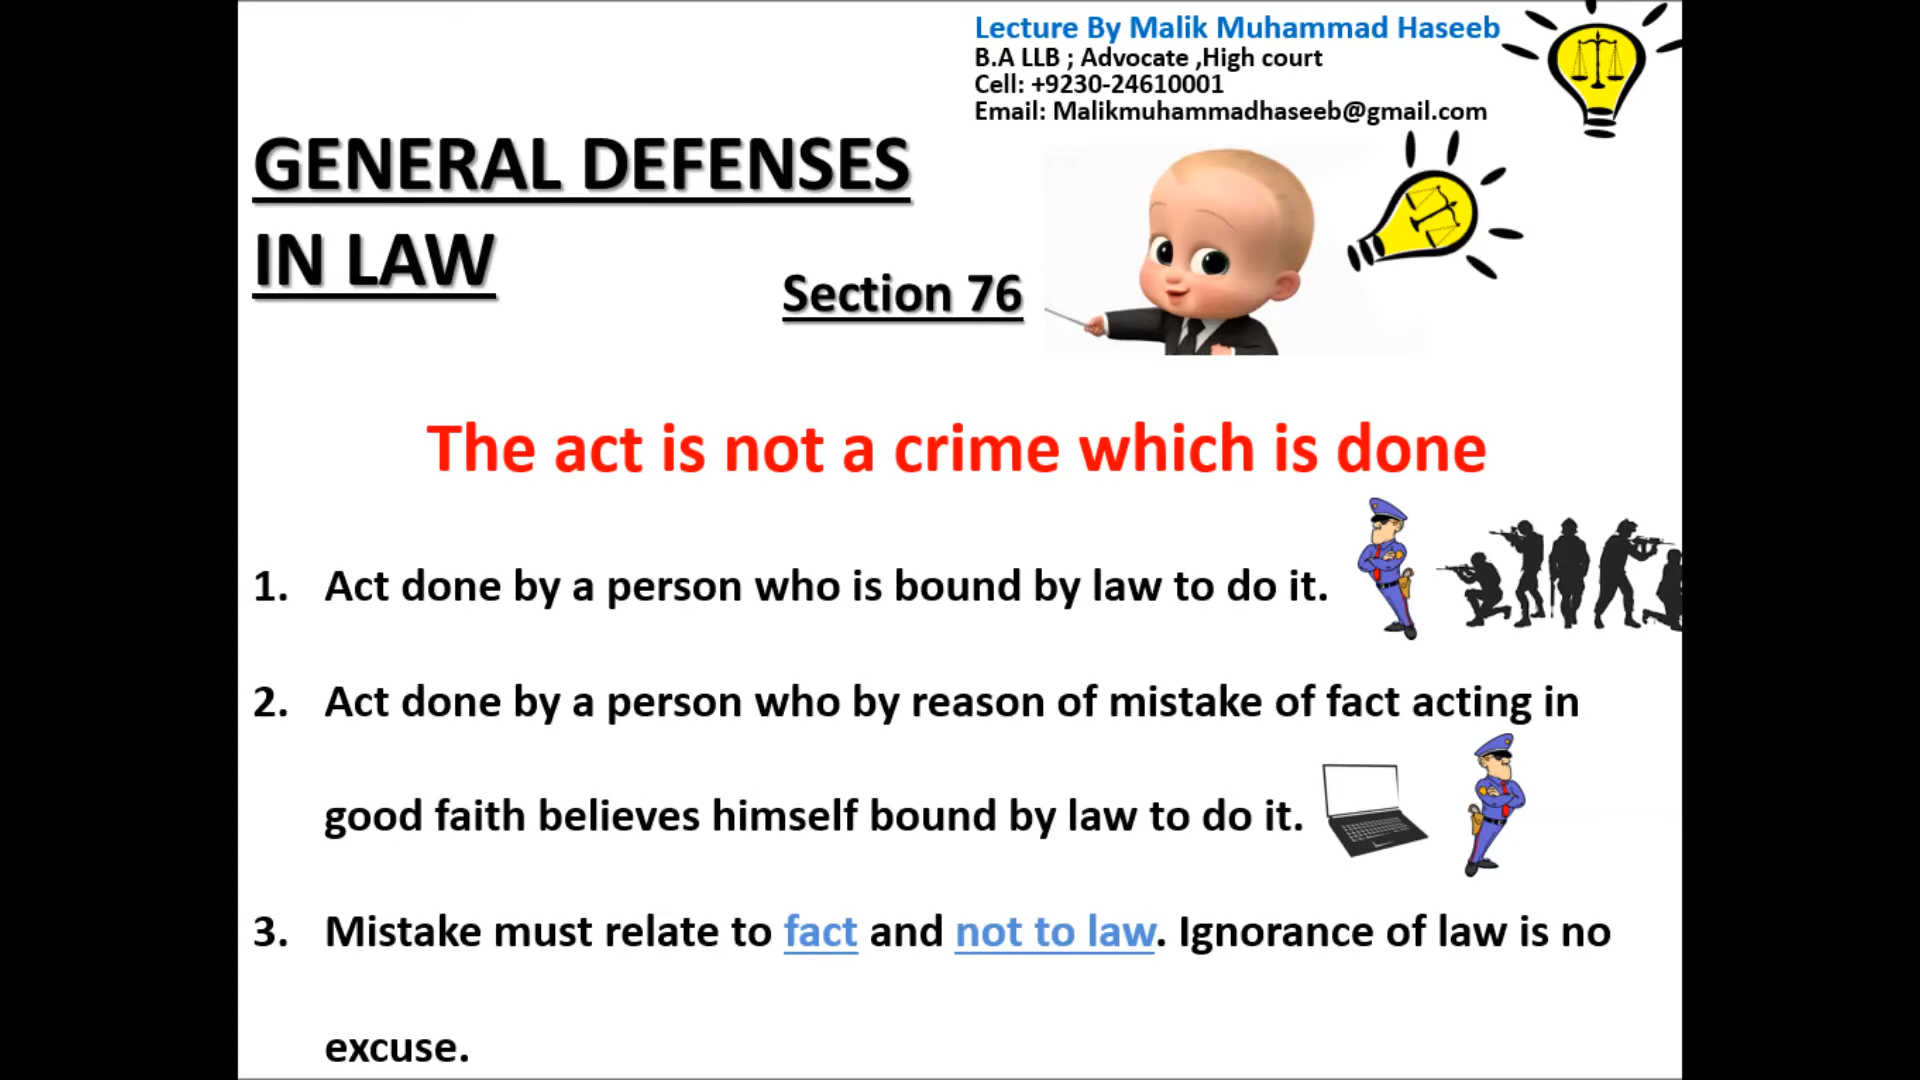 Lecture By Malik Muhammad Haseeb
B.A LLB ; Advocate ,High court
Cell: +9230-24610001
Email: Malikmuhammadhaseeb@gmail.com
GENERAL DEFENSES
IN LAW
Section 76
The act is not a crime which is done
1. Act done by a person who is bound by law to do it.
2. Act done by a person who by reason of mistake of fact acting in
good faith believes himself bound by law to do it.
3. Mistake must relate to fact and not to law. Ignorance of law is no
excuse.